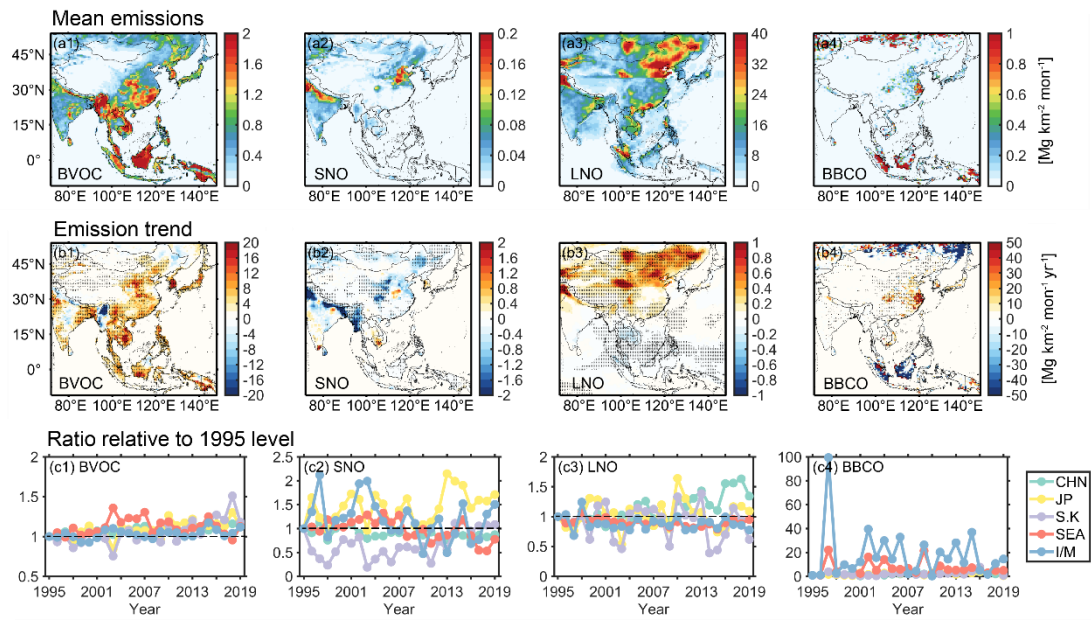 Mean emissions
(a1) BVOC 45°N 30°N 15°N 0° 80°E 100°E 120°E 140°E 2 1.6 1.2 0.8 0.4 0
(a2) SNO 80°E 100°E 120°E 140°E 0.2 0.16 0.12 0.08 0.04 0
(a3) LNO 80°E 100°E 120°E 140°E 40 32 24 16 8 0
(a4) BBCO 80°E 100°E 120°E 140°E 1 0.8 0.6 0.4 0.2 0
[Mg km⁻² mon⁻¹]
Emission trend
(b1) BVOC 45°N 30°N 15°N 0° 80°E 100°E 120°E 140°E 20 16 12 8 4 0 -4 -8 -12 -16 -20
(b2) SNO 80°E 100°E 120°E 140°E 2 1.6 1.2 0.8 0.4 0 -0.4 -0.8 -1.2 -1.6 -2
(b3) LNO 80°E 100°E 120°E 140°E 1 0.8 0.6 0.4 0.2 0 -0.2 -0.4 -0.6 -0.8 -1
(b4) BBCO 80°E 100°E 120°E 140°E 50 40 30 20 10 0 -10 -20 -30 -40 -50
[Mg km⁻² mon⁻¹ yr⁻¹]
Ratio relative to 1995 level
(c1) BVOC 2 1.5 1 0.5 1995 2001 2007 2013 2019 Year
(c2) SNO 2.5 2 1.5 1 0.5 0 1995 2001 2007 2013 2019 Year
(c3) LNO 2 1.5 1 0.5 0 1995 2001 2007 2013 2019 Year
(c4) BBCO 100 80 60 40 20 0 1995 2001 2007 2013 2019 Year
CHN
JP
S.K
SEA
I/M